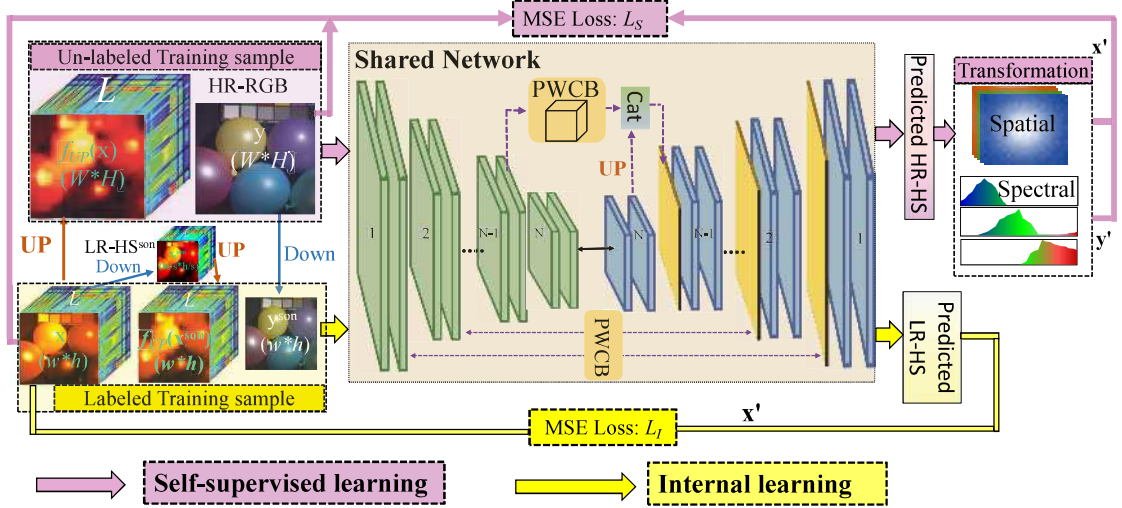 MSE Loss: L_S
Un-labeled Training sample
L
HR-RGB
f_UP(x)
(W*H)
y
(W*H)
UP
LR-HS^son
Down
UP
Down
L
x
(w*h)
L
f_UP(x^son)
(w*h)
y^son
(w*h)
Labeled Training sample
Shared Network
PWCB
Cat
UP
1
2
N-1
N
N
N-1
2
1
PWCB
Predicted HR-HS
Transformation
Spatial
Spectral
x'
y'
Predicted
LR-HS
MSE Loss: L_I
x'
Self-supervised learning
Internal learning